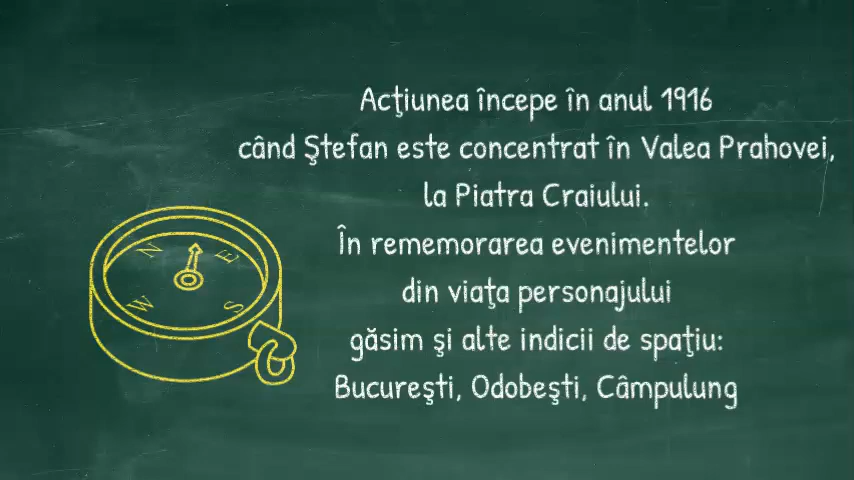 Acţiunea începe în anul 1916
când Ştefan este concentrat în Valea Prahovei,
la Piatra Craiului.
În rememorarea evenimentelor
din viaţa personajului
găsim şi alte indicii de spaţiu:
Bucureşti, Odobeşti, Câmpulung
N
E
W
S